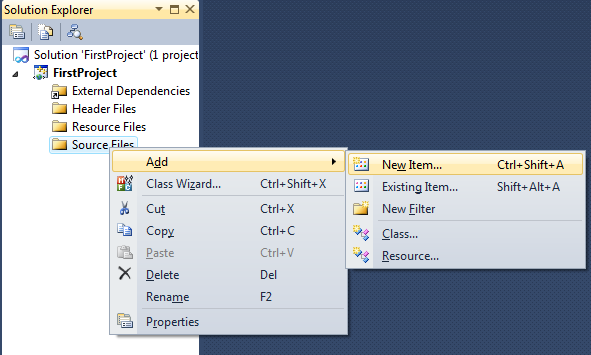 Solution Explorer
Solution 'FirstProject' (1 project
FirstProject
External Dependencies
Header Files
Resource Files
Source Files
Add
Class Wizard... Ctrl+Shift+X
Cut Ctrl+X
Copy Ctrl+C
Paste Ctrl+V
Delete Del
Rename F2
Properties
New Item... Ctrl+Shift+A
Existing Item... Shift+Alt+A
New Filter
Class...
Resource...